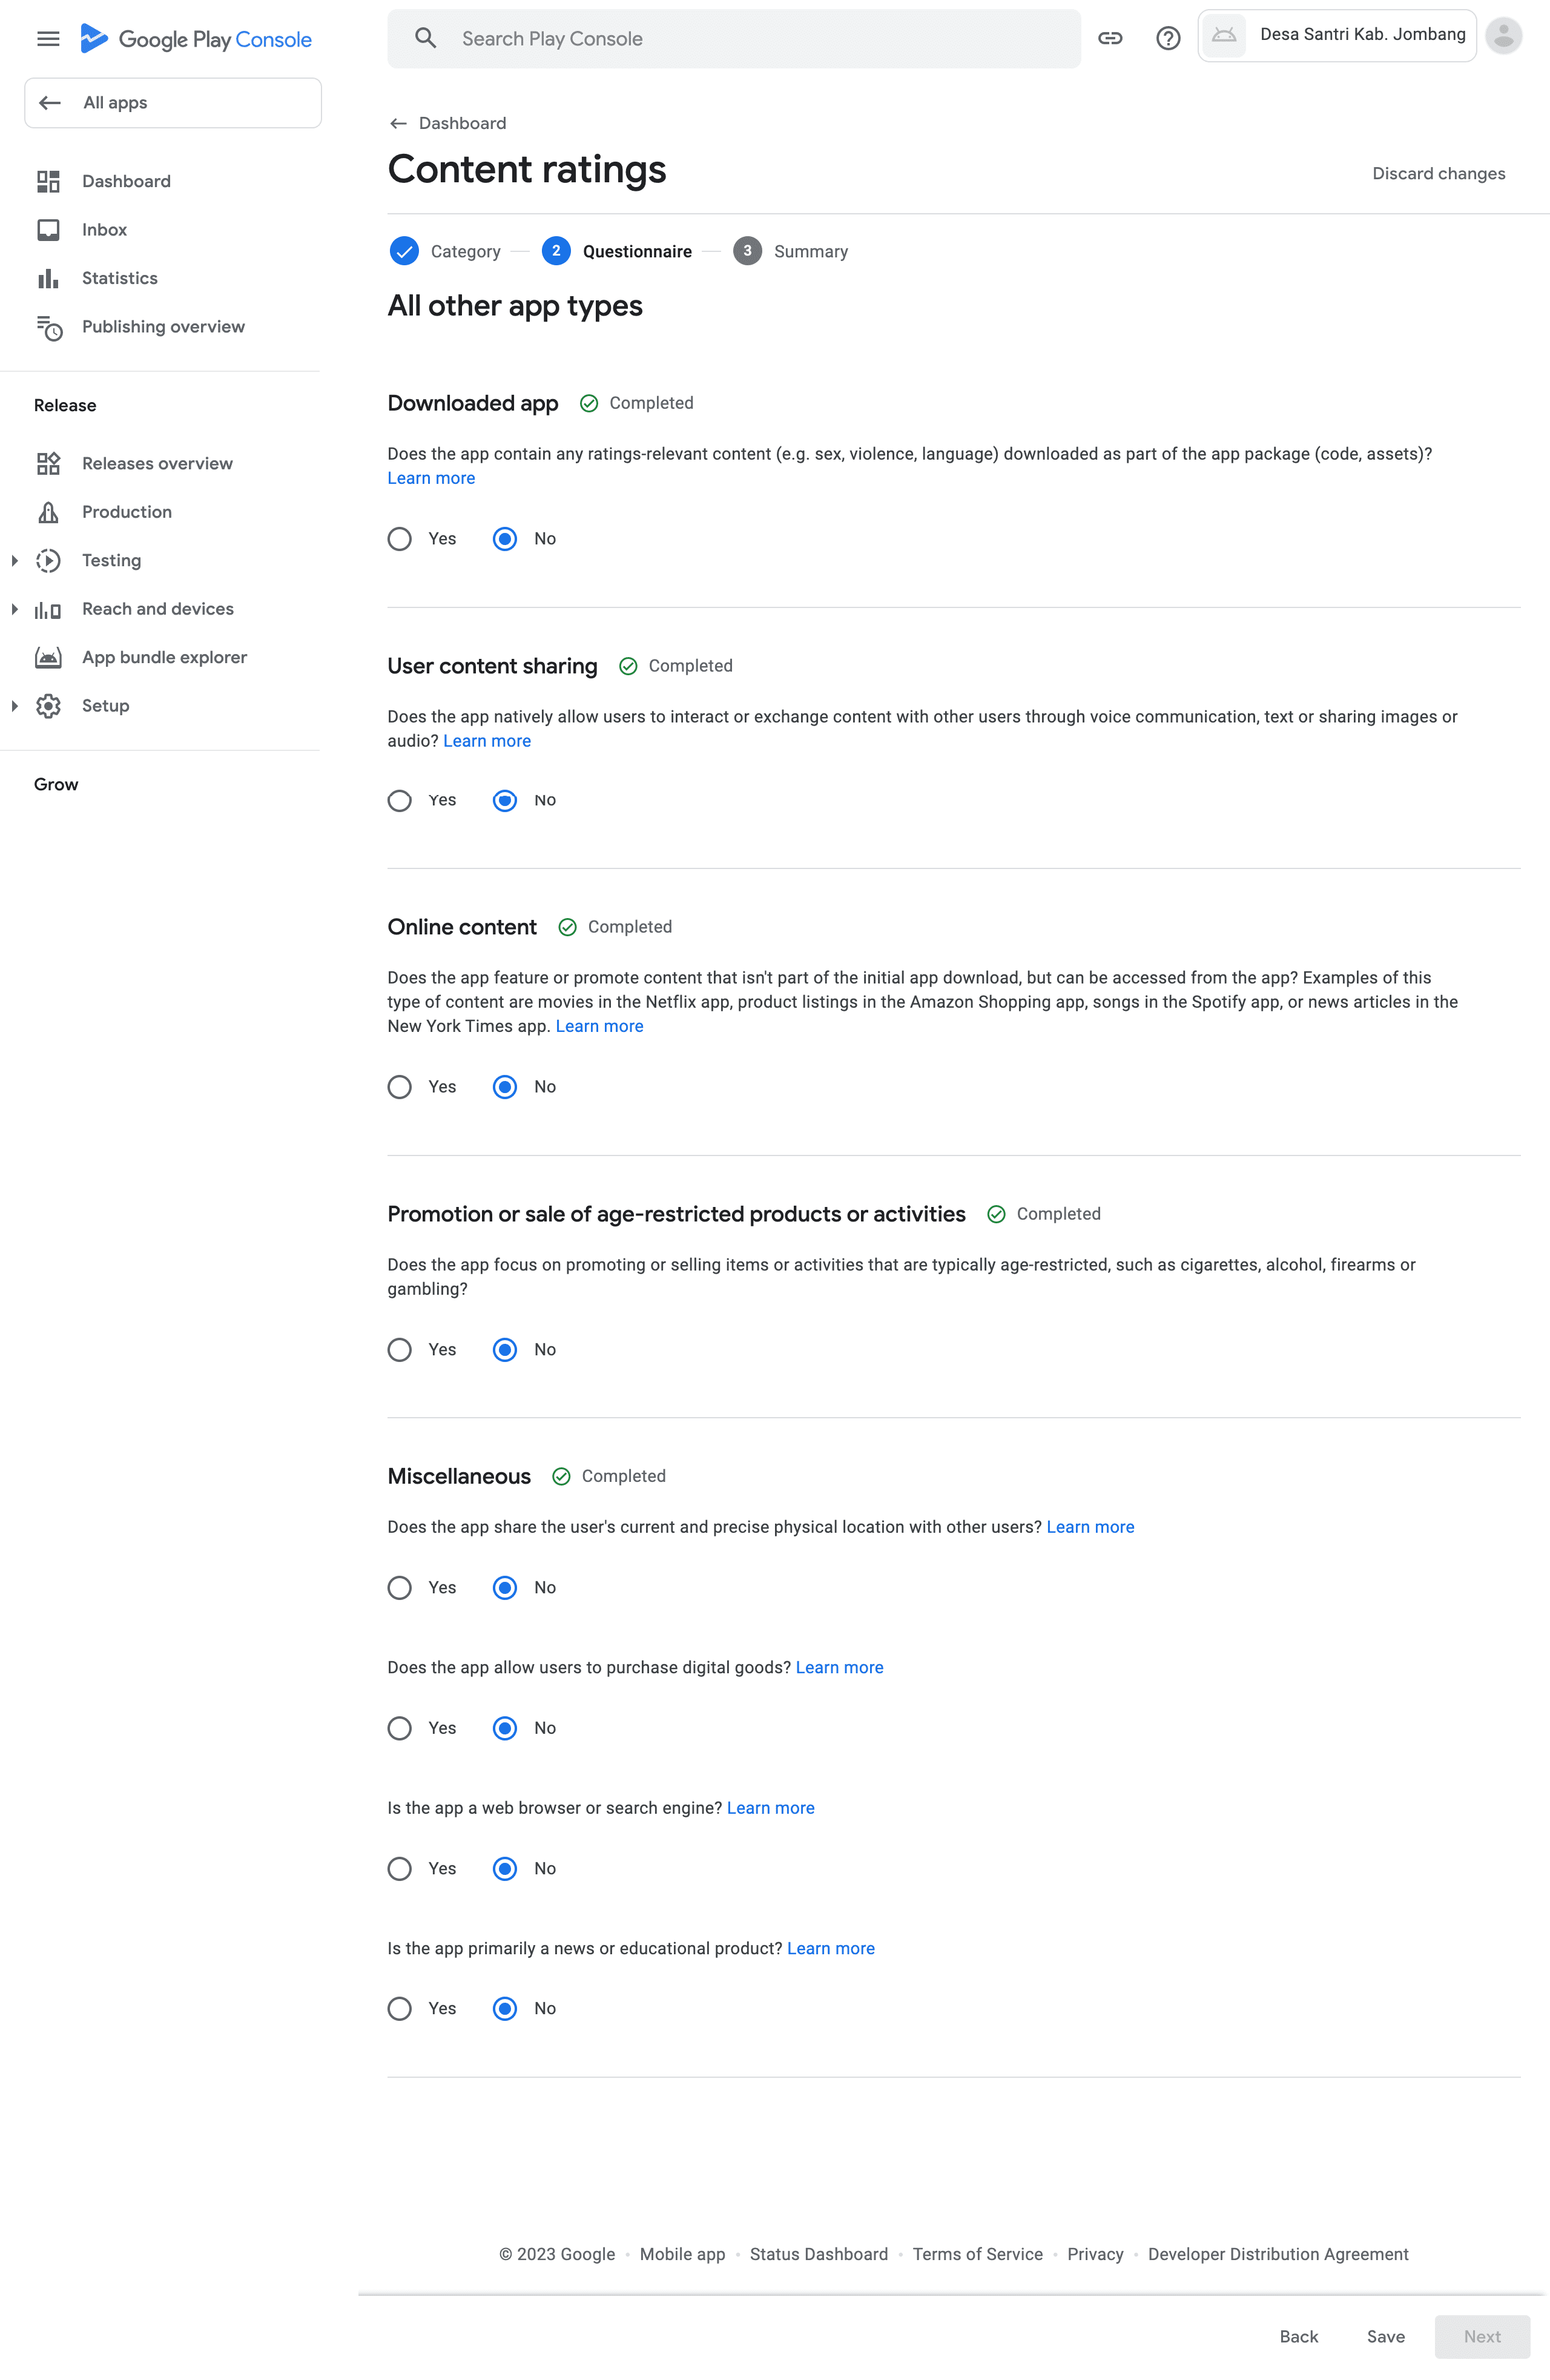 Google Play Console
Search Play Console
Desa Santri Kab. Jombang
All apps
Dashboard
Inbox
Statistics
Publishing overview
Release
Releases overview
Production
Testing
Reach and devices
App bundle explorer
Setup
Grow
Dashboard
Content ratings
Discard changes
Category
2 Questionnaire
3 Summary
All other app types
Downloaded app Completed
Does the app contain any ratings-relevant content (e.g. sex, violence, language) downloaded as part of the app package (code, assets)?
Learn more
Yes No
User content sharing Completed
Does the app natively allow users to interact or exchange content with other users through voice communication, text or sharing images or
audio? Learn more
Yes No
Online content Completed
Does the app feature or promote content that isn't part of the initial app download, but can be accessed from the app? Examples of this
type of content are movies in the Netflix app, product listings in the Amazon Shopping app, songs in the Spotify app, or news articles in the
New York Times app. Learn more
Yes No
Promotion or sale of age-restricted products or activities Completed
Does the app focus on promoting or selling items or activities that are typically age-restricted, such as cigarettes, alcohol, firearms or
gambling?
Yes No
Miscellaneous Completed
Does the app share the user's current and precise physical location with other users? Learn more
Yes No
Does the app allow users to purchase digital goods? Learn more
Yes No
Is the app a web browser or search engine? Learn more
Yes No
Is the app primarily a news or educational product? Learn more
Yes No
© 2023 Google • Mobile app • Status Dashboard • Terms of Service • Privacy • Developer Distribution Agreement
Back Save Next